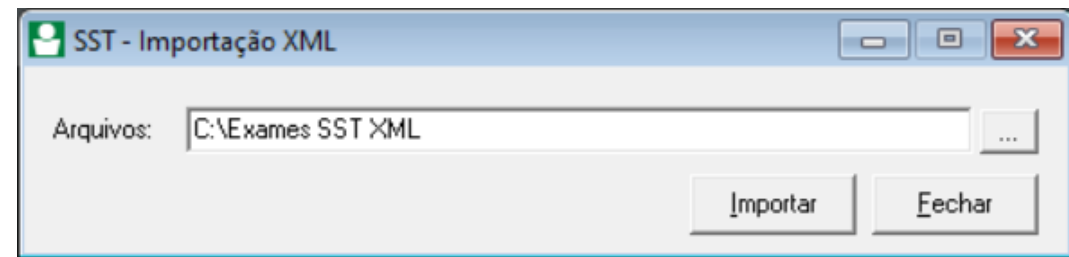 SST - Importação XML
Arquivos: C:\Exames SST XML ...
Importar Fechar